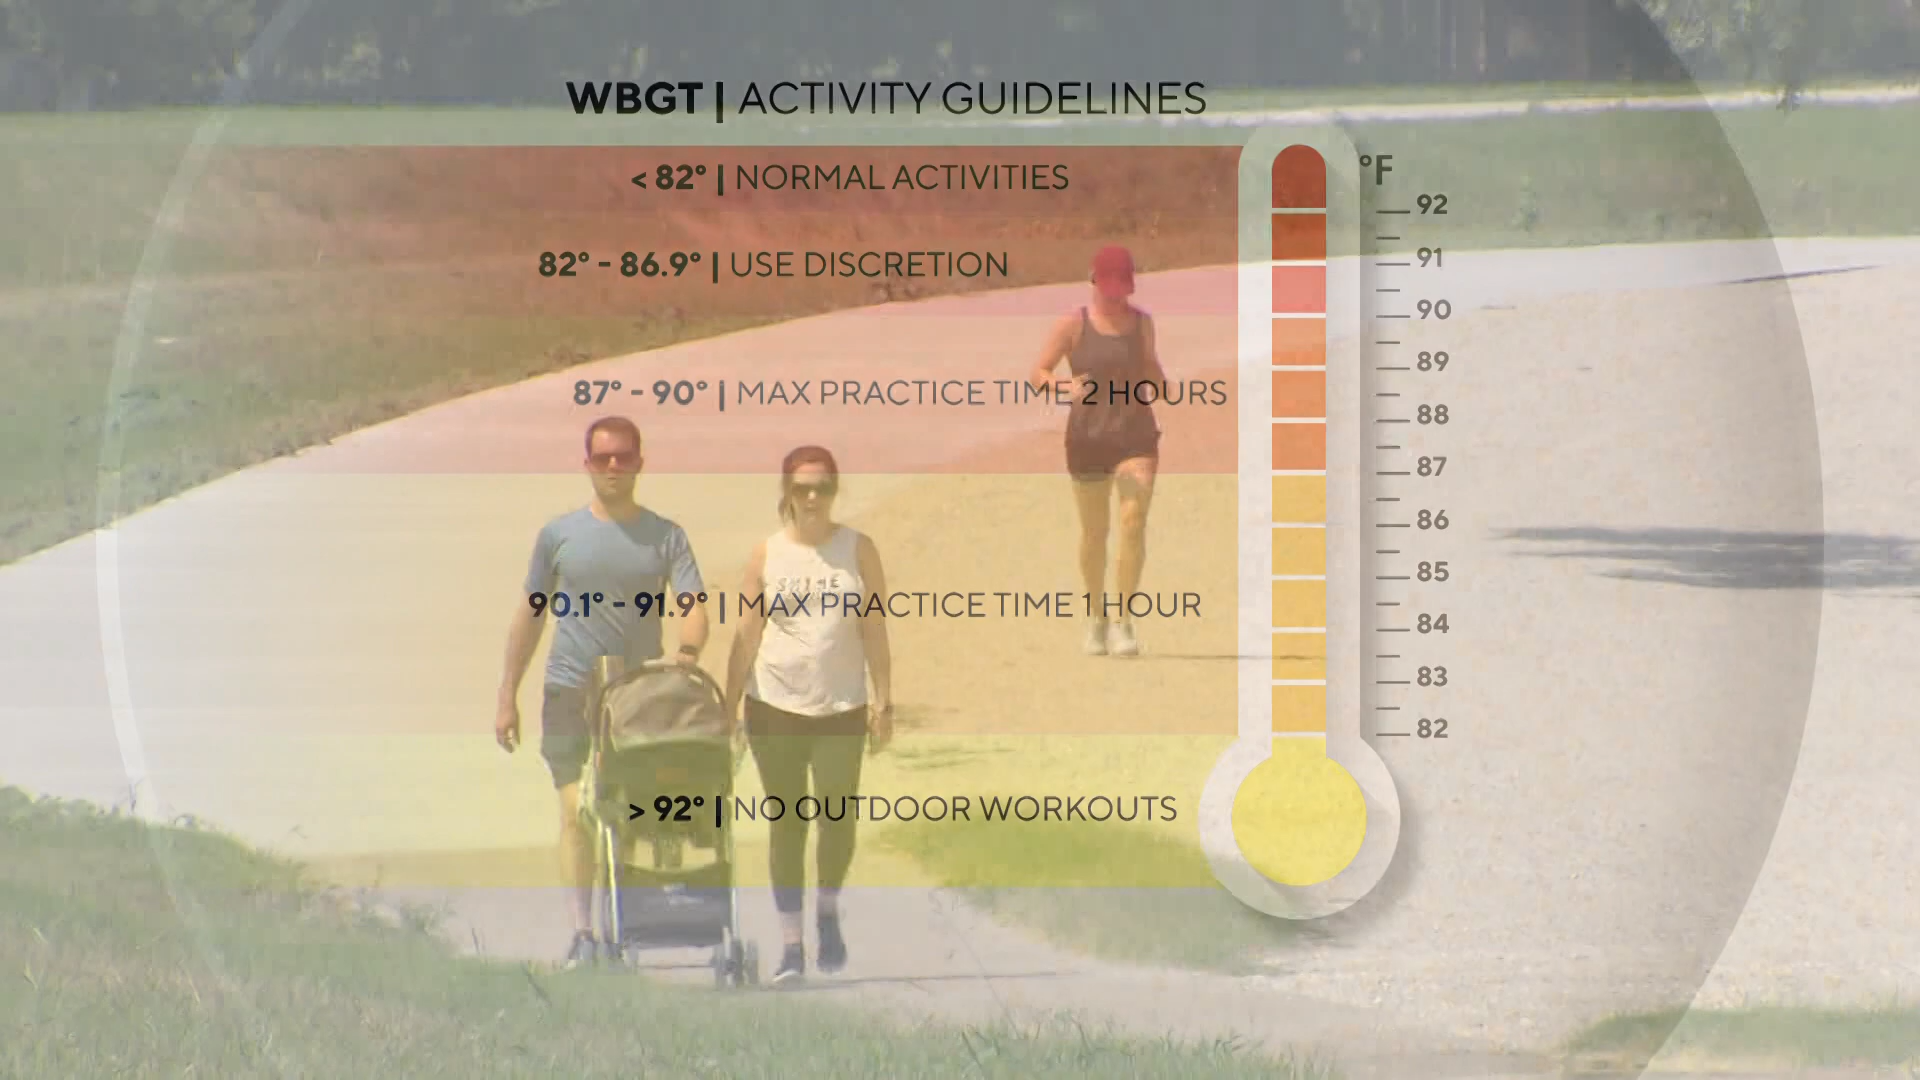 WBGT | ACTIVITY GUIDELINES
< 82° | NORMAL ACTIVITIES
82° - 86.9° | USE DISCRETION
87° - 90° | MAX PRACTICE TIME 2 HOURS
90.1° - 91.9° | MAX PRACTICE TIME 1 HOUR
> 92° | NO OUTDOOR WORKOUTS
°F
92
91
90
89
88
87
86
85
84
83
82
SHINE